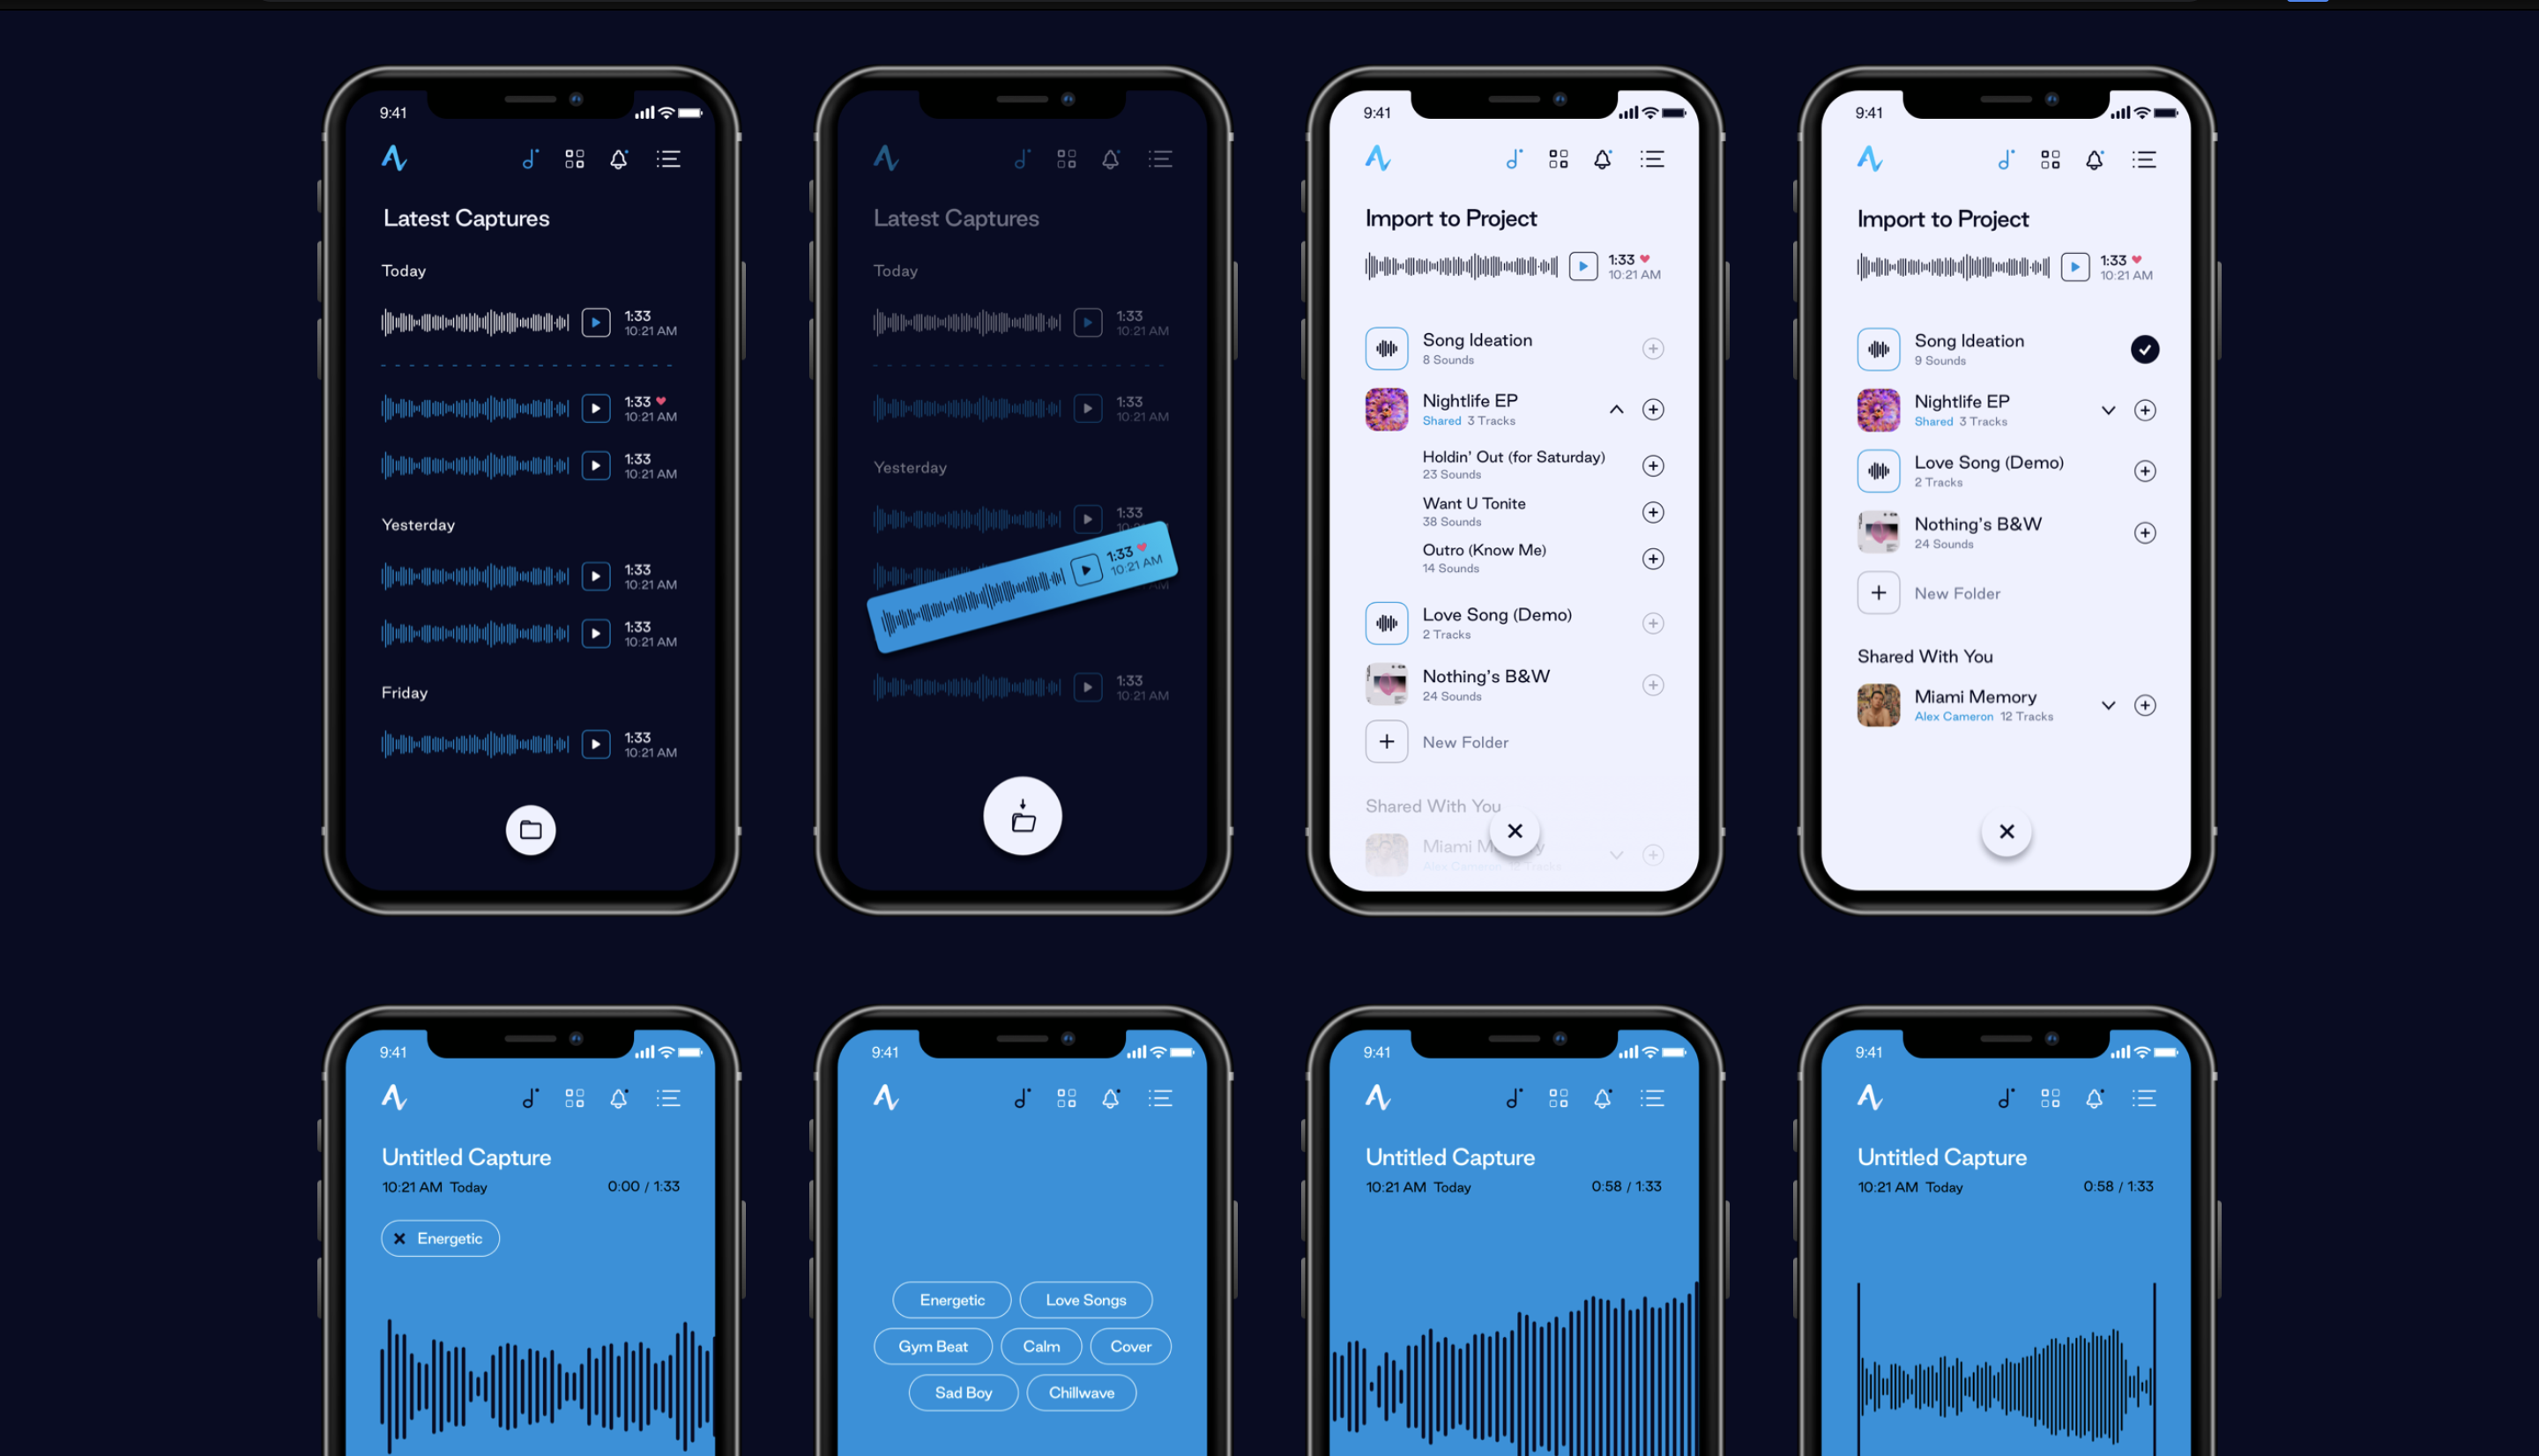 9:41
Latest Captures
Today
1:33
10:21 AM
1:33
10:21 AM
1:33
10:21 AM
Yesterday
1:33
10:21 AM
1:33
10:21 AM
Friday
1:33
10:21 AM
Latest Captures
Today
1:33
10:21 AM
1:33
10:21 AM
Yesterday
1:33
1:33
10:21 AM
1:33
10:21 AM
9:41
Import to Project
1:33
10:21 AM
Song Ideation
8 Sounds
Nightlife EP
Shared 3 Tracks
Holdin' Out (for Saturday)
23 Sounds
Want U Tonite
38 Sounds
Outro (Know Me)
14 Sounds
Love Song (Demo)
2 Tracks
Nothing's B&W
24 Sounds
New Folder
Shared With You
Miami
Alex Cameron 12 Tracks
9:41
Import to Project
1:33
10:21 AM
Song Ideation
9 Sounds
Nightlife EP
Shared 3 Tracks
Love Song (Demo)
2 Tracks
Nothing's B&W
24 Sounds
New Folder
Shared With You
Miami Memory
Alex Cameron 12 Tracks
9:41
Untitled Capture
10:21 AM Today 0:00 / 1:33
Energetic
9:41
Energetic Love Songs
Gym Beat Calm Cover
Sad Boy Chillwave
9:41
Untitled Capture
10:21 AM Today 0:58 / 1:33
9:41
Untitled Capture
10:21 AM Today 0:58 / 1:33